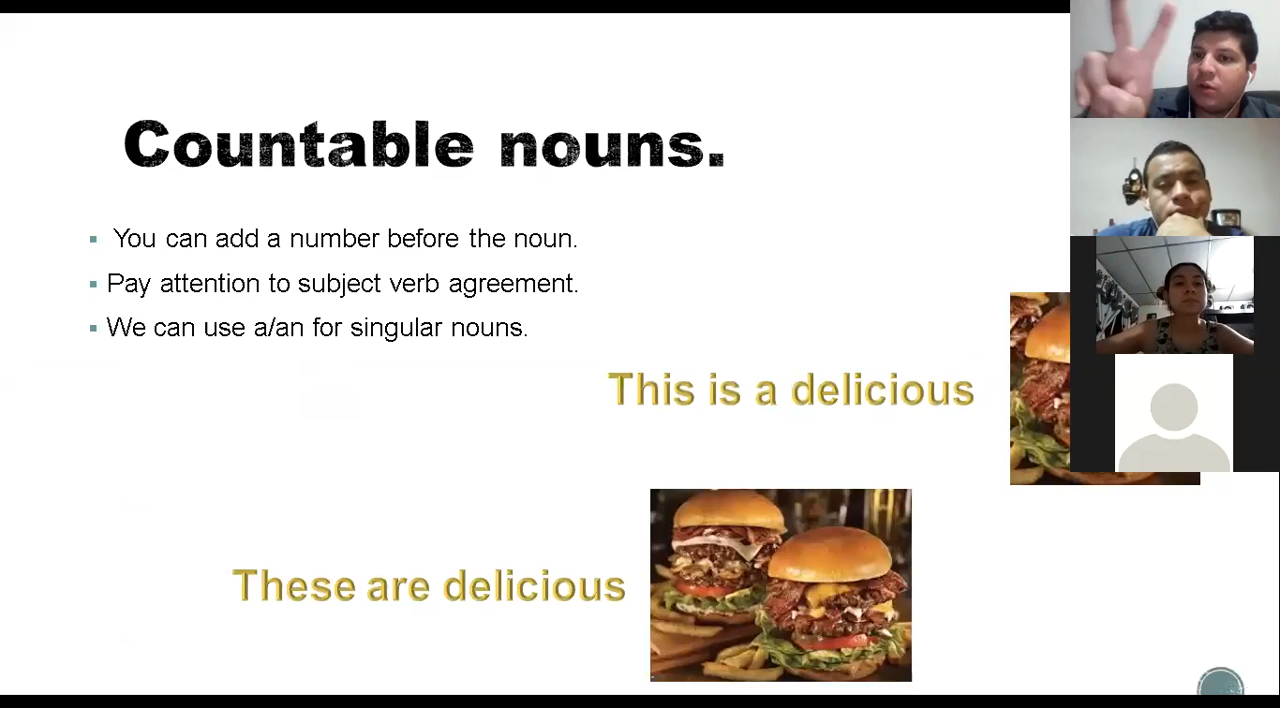 Countable nouns.
You can add a number before the noun.
Pay attention to subject verb agreement.
We can use a/an for singular nouns.
This is a delicious
These are delicious